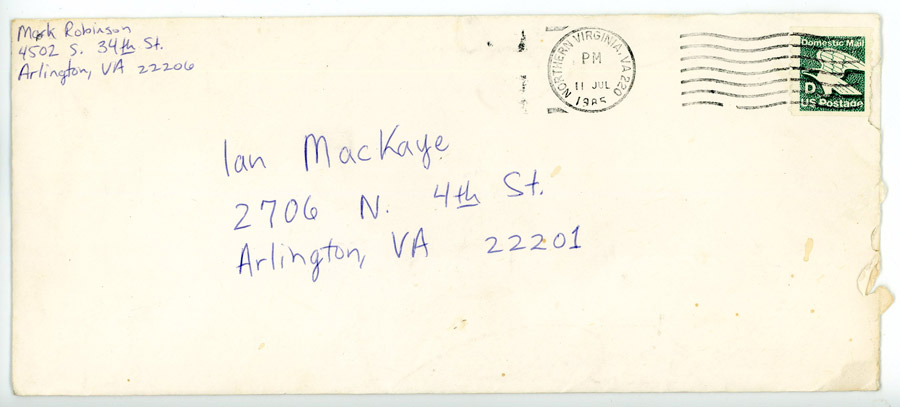 Mark Robinson
4502 S. 34th St.
Arlington, VA 22206
NORTHERN VIRGINIA, VA 220
PM
11 JUL
1985
Domestic Mail
D
US Postage
Ian MacKaye
2706 N. 4th St.
Arlington, VA 22201